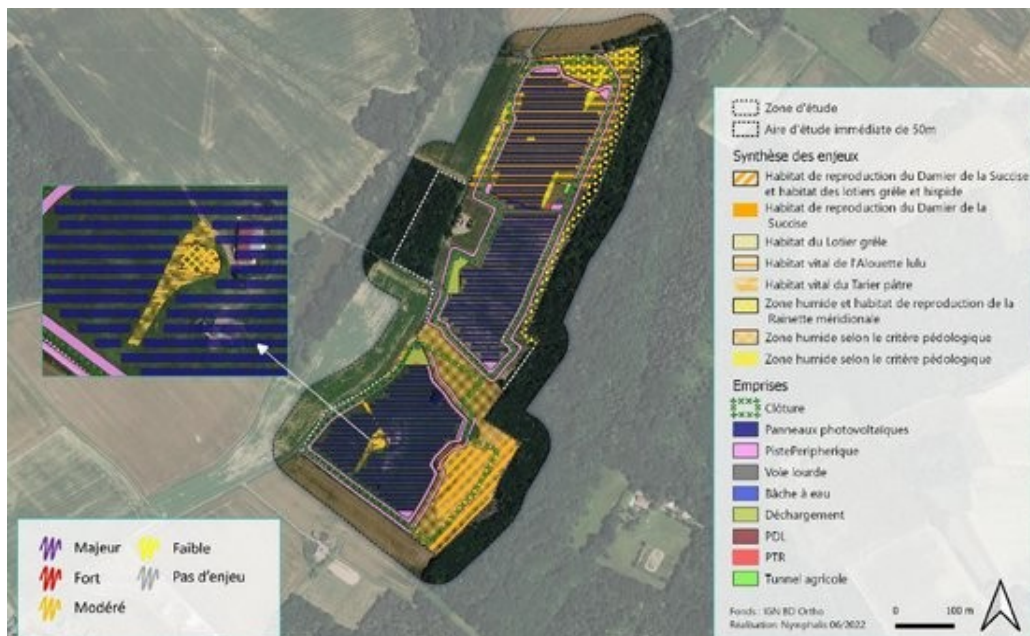 Zone d'étude
Aire d'étude immédiate de 50m
Synthèse des enjeux
Habitat de reproduction du Damier de la Succise
et habitat des lotiers grêle et hispide
Habitat de reproduction du Damier de la
Succise
Habitat du Lotier grêle
Habitat vital de l'Alouette lulu
Habitat vital du Tarier pâtre
Zone humide et habitat de reproduction de la
Rainette méridionale
Zone humide selon le critère pédologique
Zone humide selon le critère pédologique
Emprises
Clôture
Panneaux photovoltaïques
PistePeripherique
Voie lourde
Bâche à eau
Déchargement
PDL
PTR
Tunnel agricole
Fonds : IGN BD Ortho
Réalisation Nymphalis 06/2022
0 100 m
Majeur
Fort
Modéré
Faible
Pas d'enjeu